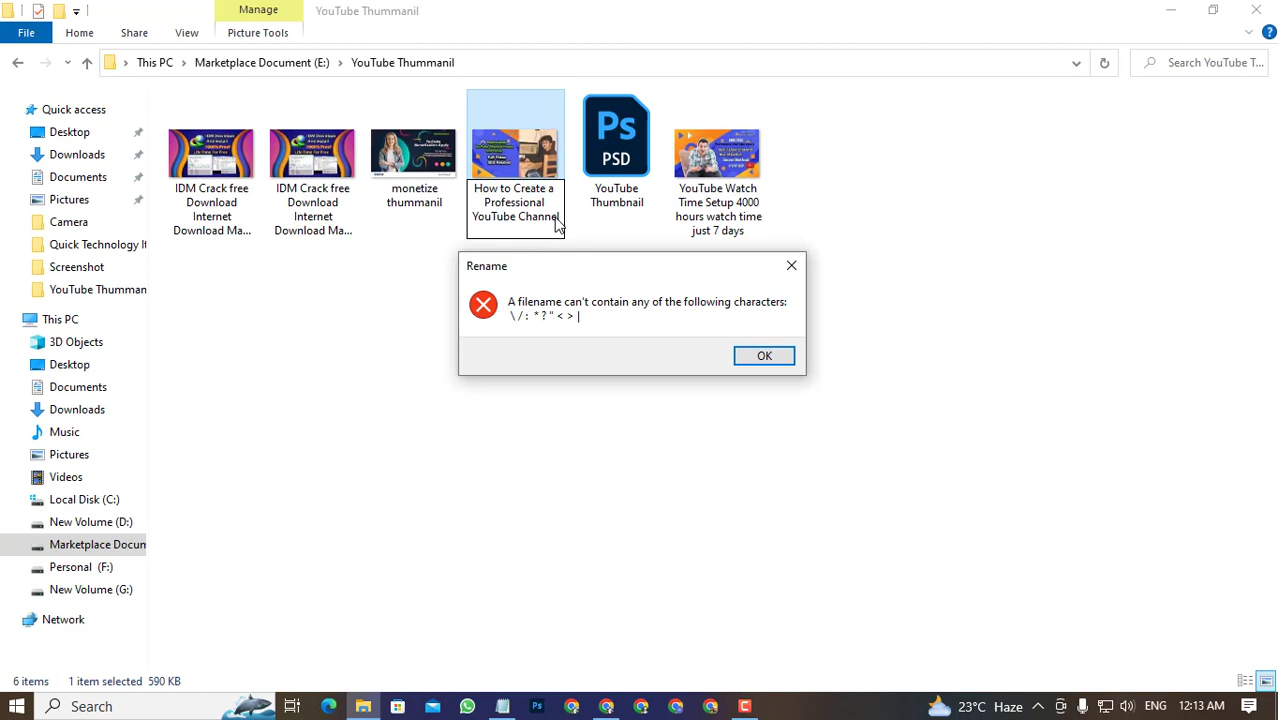 Manage
YouTube Thummanil
File
Home
Share
View
Picture Tools
This PC
Marketplace Document (E:)
YouTube Thummanil
Search YouTube T...
Quick access
Desktop
Downloads
Documents
Pictures
Camera
Quick Technology It
Screenshot
YouTube Thumman
This PC
3D Objects
Desktop
Documents
Downloads
Music
Pictures
Videos
Local Disk (C:)
New Volume (D:)
Marketplace Docum
Personal (F:)
New Volume (G:)
Network
IDM Crack free
Download
Internet
Download Ma...
IDM Crack free
Download
Internet
Download Ma...
monetize
thummanil
How to Create a
Professional
YouTube Channel
Ps
PSD
YouTube
Thumbnail
YouTube Watch
Time Setup 4000
hours watch time
just 7 days
Rename
A filename can't contain any of the following characters:
\ / : * ? " < > |
OK
6 items
1 item selected
590 KB
Search
Ps
23°C Haze
ENG
12:13 AM